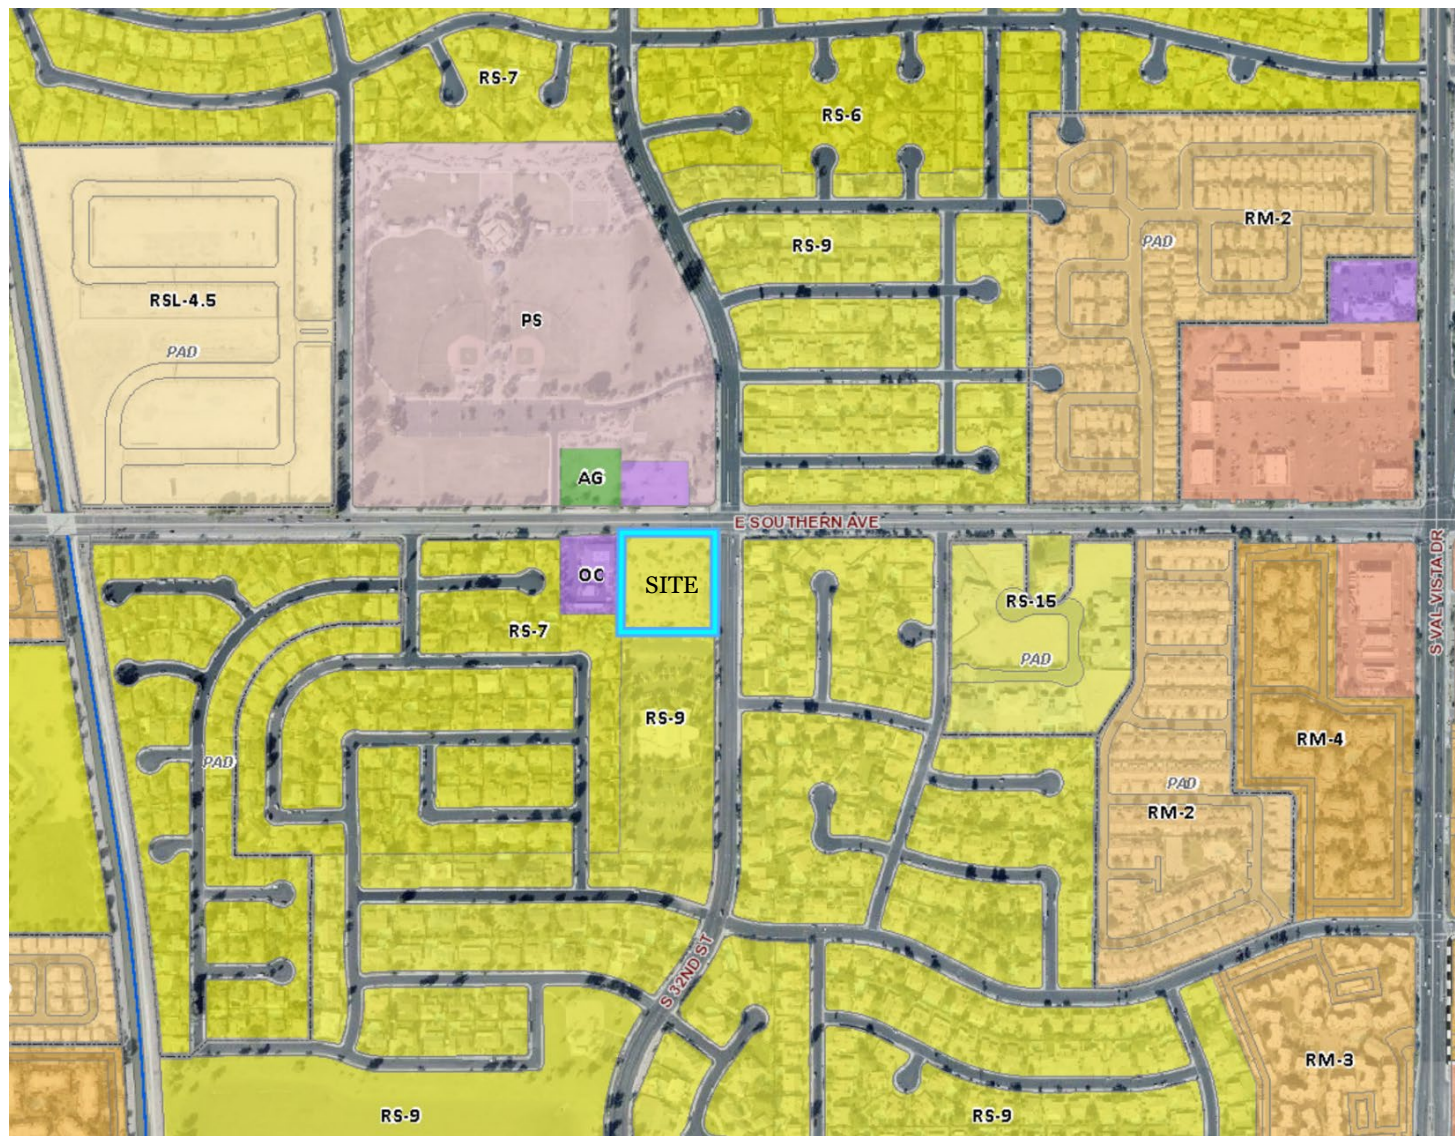 RS-7
RS-6
RM-2
PAD
RS-9
RSL-4.5
PS
PAD
AG
E SOUTHERN AVE
S VAL VISTA DR
OC
SITE
RS-15
RS-7
PAD
RS-9
RM-4
PAD
PAD
RM-2
S 32ND ST
RM-3
RS-9
RS-9